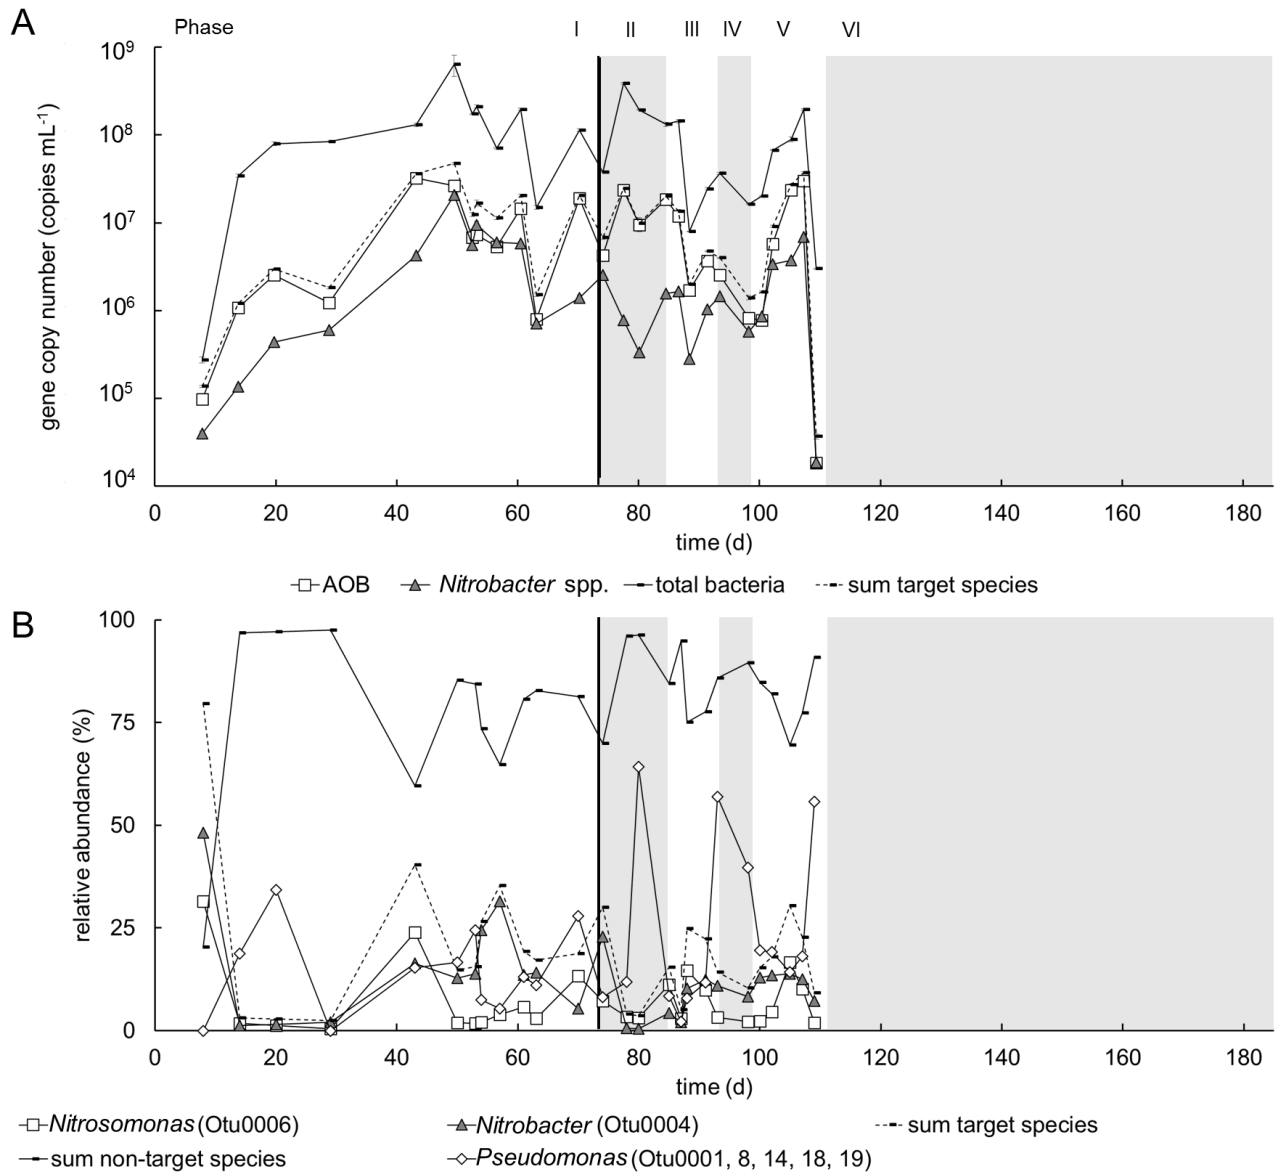 A
Phase I II III IV V VI
10⁹
10⁸
10⁷
10⁶
10⁵
10⁴
gene copy number (copies mL⁻¹)
0 20 40 60 80 100 120 140 160 180
time (d)
AOB Nitrobacter spp. total bacteria sum target species
B
100
75
50
25
0
relative abundance (%)
0 20 40 60 80 100 120 140 160 180
time (d)
Nitrosomonas (Otu0006) Nitrobacter (Otu0004) sum target species
sum non-target species Pseudomonas (Otu0001, 8, 14, 18, 19)